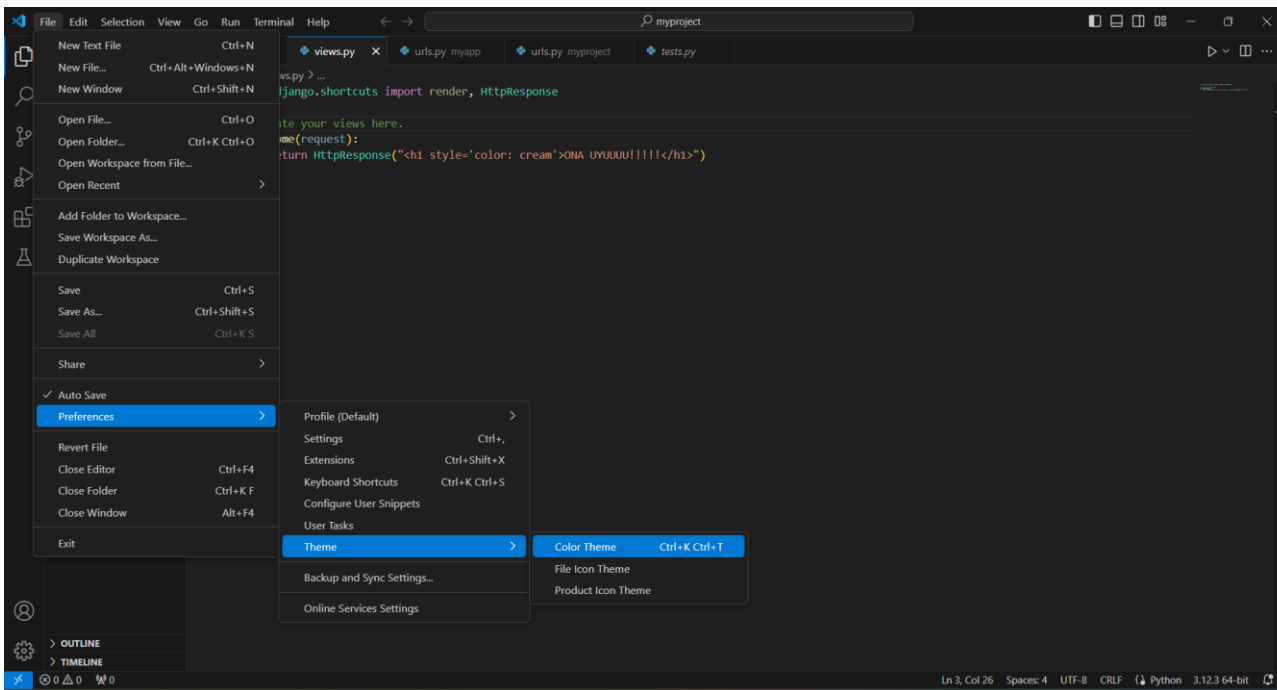 File Edit Selection View Go Run Terminal Help myproject
views.py urls.py myapp urls.py myproject tests.py
ws.py > ...
django.shortcuts import render, HttpResponse
ate your views here.
ome(request):
eturn HttpResponse("<h1 style='color: cream'>ONA UYUUUU!!!!!</h1>")
New Text File Ctrl+N
New File... Ctrl+Alt+Windows+N
New Window Ctrl+Shift+N
Open File... Ctrl+O
Open Folder... Ctrl+K Ctrl+O
Open Workspace from File...
Open Recent
Add Folder to Workspace...
Save Workspace As...
Duplicate Workspace
Save Ctrl+S
Save As... Ctrl+Shift+S
Save All Ctrl+K S
Share
Auto Save
Preferences
Revert File
Close Editor Ctrl+F4
Close Folder Ctrl+K F
Close Window Alt+F4
Exit
Profile (Default)
Settings Ctrl+,
Extensions Ctrl+Shift+X
Keyboard Shortcuts Ctrl+K Ctrl+S
Configure User Snippets
User Tasks
Theme
Backup and Sync Settings...
Online Services Settings
Color Theme Ctrl+K Ctrl+T
File Icon Theme
Product Icon Theme
OUTLINE
TIMELINE
0 0 0 Ln 3, Col 26 Spaces: 4 UTF-8 CRLF Python 3.12.3 64-bit